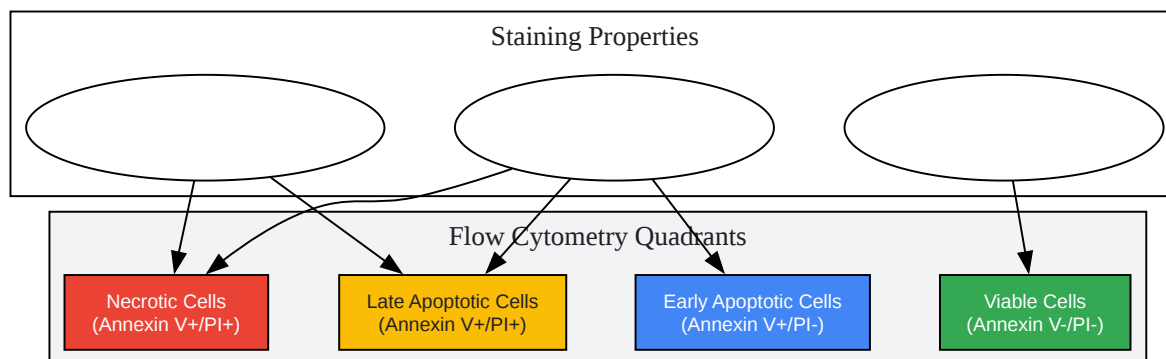 Staining Properties
Flow Cytometry Quadrants
Necrotic Cells
(Annexin V+/PI+)
Late Apoptotic Cells
(Annexin V+/PI+)
Early Apoptotic Cells
(Annexin V+/PI-)
Viable Cells
(Annexin V-/PI-)